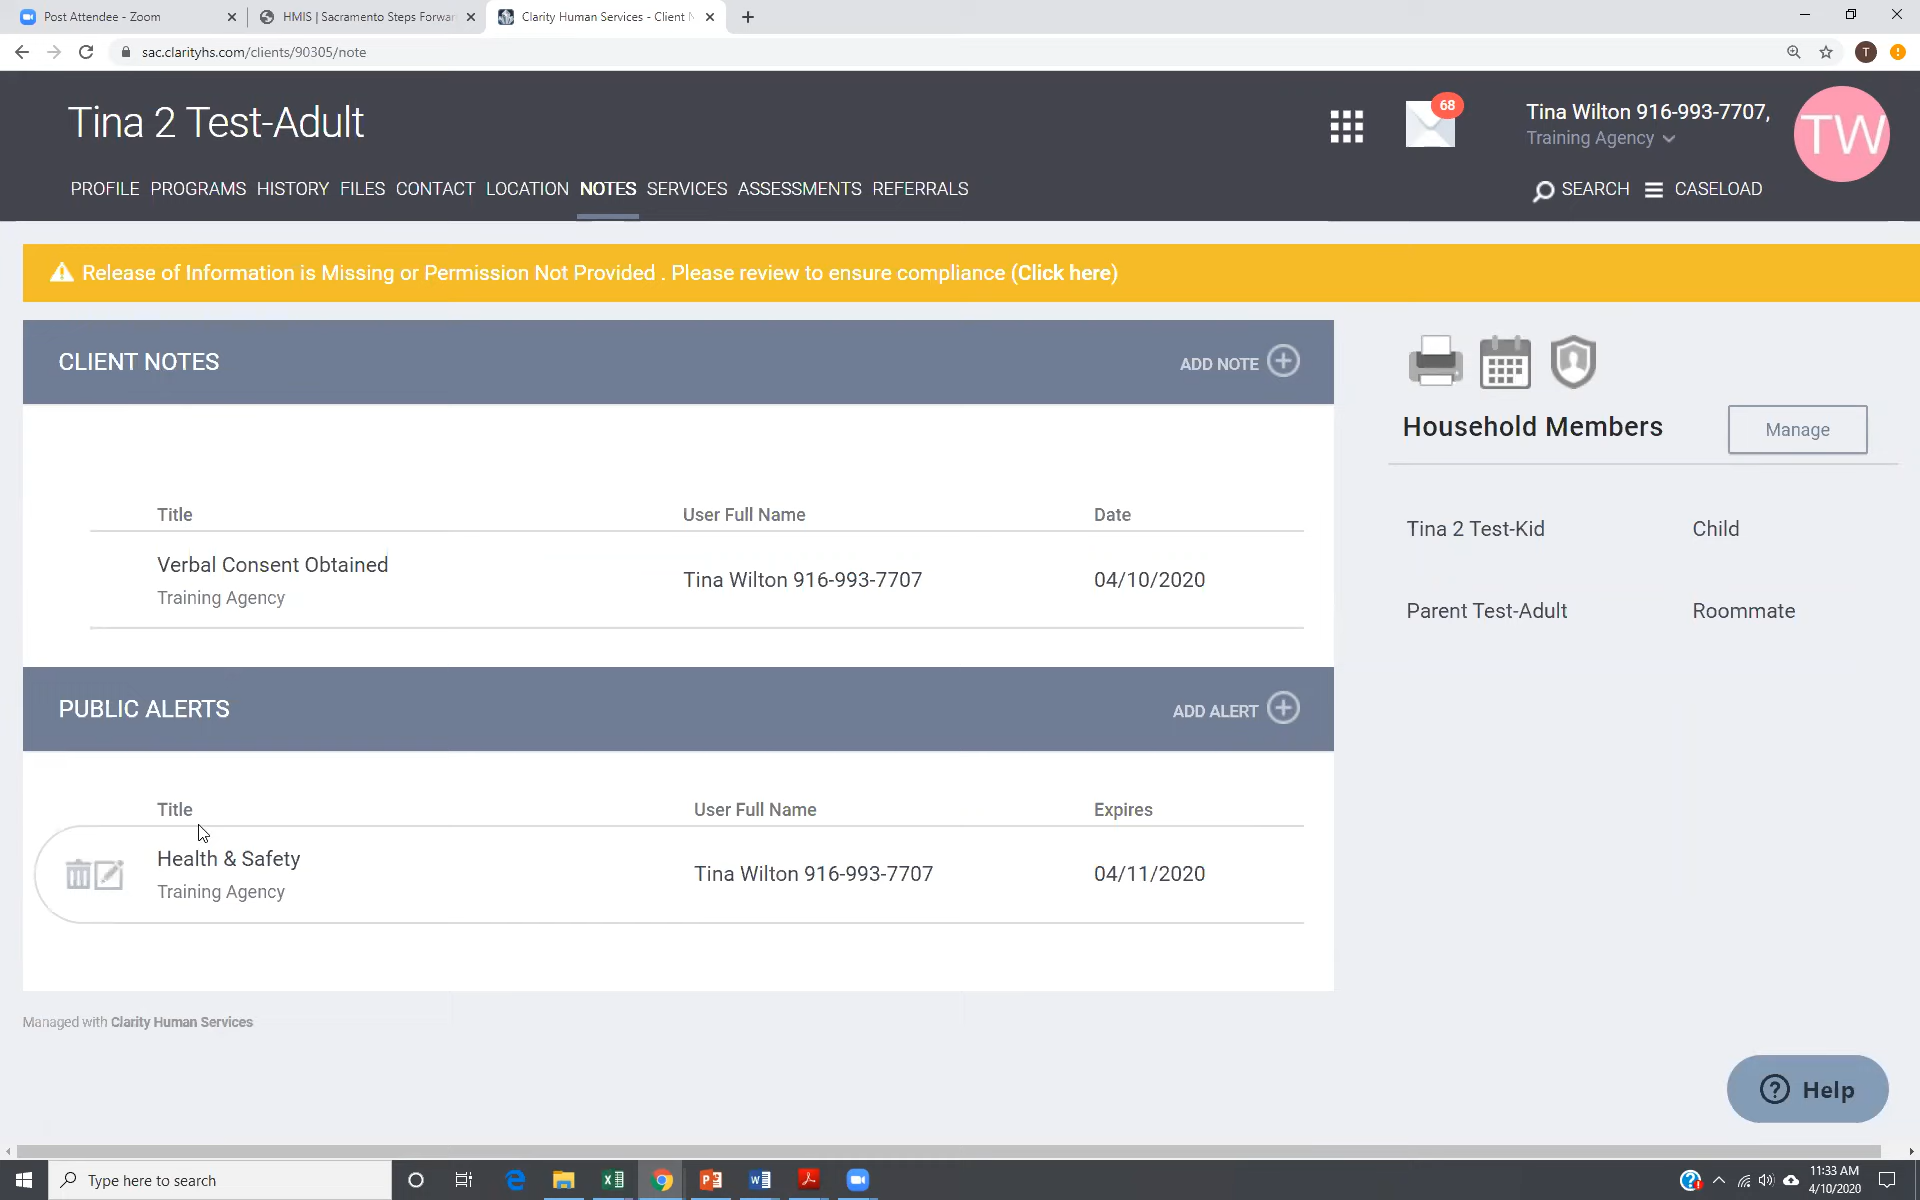 Post Attendee - Zoom
HMIS | Sacramento Steps Forwar
Clarity Human Services - Client N
sac.clarityhs.com/clients/90305/note
T
Tina 2 Test-Adult
68
Tina Wilton 916-993-7707,
Training Agency
TW
PROFILE PROGRAMS HISTORY FILES CONTACT LOCATION NOTES SERVICES ASSESSMENTS REFERRALS
SEARCH CASELOAD
Release of Information is Missing or Permission Not Provided . Please review to ensure compliance (Click here)
CLIENT NOTES
ADD NOTE
Title User Full Name Date
Verbal Consent Obtained
Training Agency
Tina Wilton 916-993-7707
04/10/2020
PUBLIC ALERTS
ADD ALERT
Title User Full Name Expires
Health & Safety
Training Agency
Tina Wilton 916-993-7707
04/11/2020
Household Members
Manage
Tina 2 Test-Kid Child
Parent Test-Adult Roommate
Managed with Clarity Human Services
Help
Type here to search
11:33 AM
4/10/2020